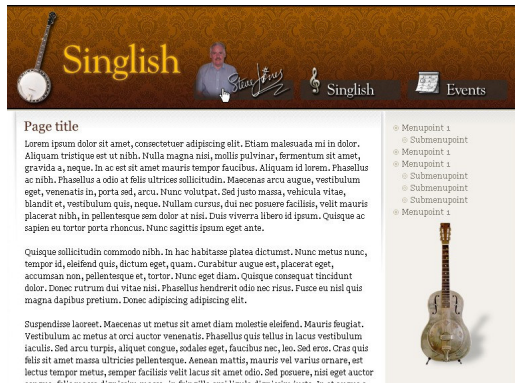 Singlish
Steve Jones
Singlish
Events
Page title
Lorem ipsum dolor sit amet, consectetuer adipiscing elit. Etiam malesuada mi in dolor.
Aliquam tristique est ut nibh. Nulla magna nisi, mollis pulvinar, fermentum sit amet,
gravida a, neque. In ac est sit amet mauris tempor faucibus. Aliquam id lorem. Phasellus
ac nibh. Phasellus a odio at felis ultrices sollicitudin. Maecenas arcu augue, vestibulum
eget, venenatis in, porta sed, arcu. Nunc volutpat. Sed justo massa, vehicula vitae,
blandit et, vestibulum quis, neque. Nullam cursus, dui nec posuere facilisis, velit mauris
placerat nibh, in pellentesque sem dolor at nisi. Duis viverra libero id ipsum. Quisque ac
sapien eu tortor porta rhoncus. Nunc sagittis ipsum eget ante.
Quisque sollicitudin commodo nibh. In hac habitasse platea dictumst. Nunc metus nunc,
tempor id, eleifend quis, dictum eget, quam. Curabitur augue est, placerat eget,
accumsan non, pellentesque et, tortor. Nunc eget diam. Quisque consequat tincidunt
dolor. Donec rutrum dui vitae nisi. Phasellus hendrerit odio nec risus. Fusce eu nisl quis
magna dapibus pretium. Donec adipiscing adipiscing elit.
Suspendisse laoreet. Maecenas ut metus sit amet diam molestie eleifend. Mauris feugiat.
Vestibulum ac metus at orci auctor venenatis. Phasellus quis tellus in lacus vestibulum
iaculis. Sed arcu turpis, aliquet congue, sodales eget, faucibus nec, leo. Sed eros. Cras quis
felis sit amet massa ultricies pellentesque. Aenean mattis, mauris vel varius ornare, est
lectus tempor metus, semper facilisis velit lacus sit amet odio. Sed posuere, nisi eget auctor
Menupoint 1
Submenupoint
Menupoint 1
Menupoint 1
Submenupoint
Submenupoint
Submenupoint
Menupoint 1